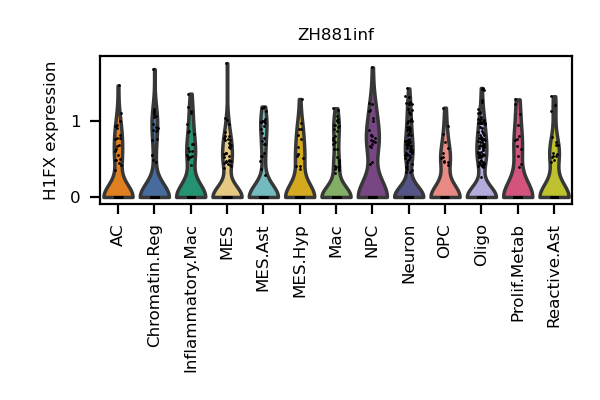 ZH881inf
H1FX expression
1
0
AC
Chromatin.Reg
Inflammatory.Mac
MES
MES.Ast
MES.Hyp
Mac
NPC
Neuron
OPC
Oligo
Prolif.Metab
Reactive.Ast